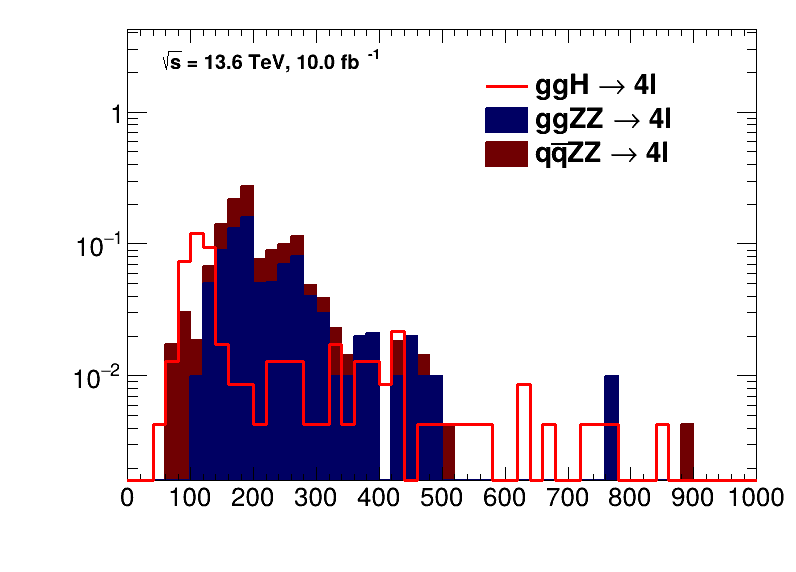 √s = 13.6 TeV, 10.0 fb⁻¹
ggH → 4l
ggZZ → 4l
qq̅ZZ → 4l
1
10⁻¹
10⁻²
0 100 200 300 400 500 600 700 800 900 1000